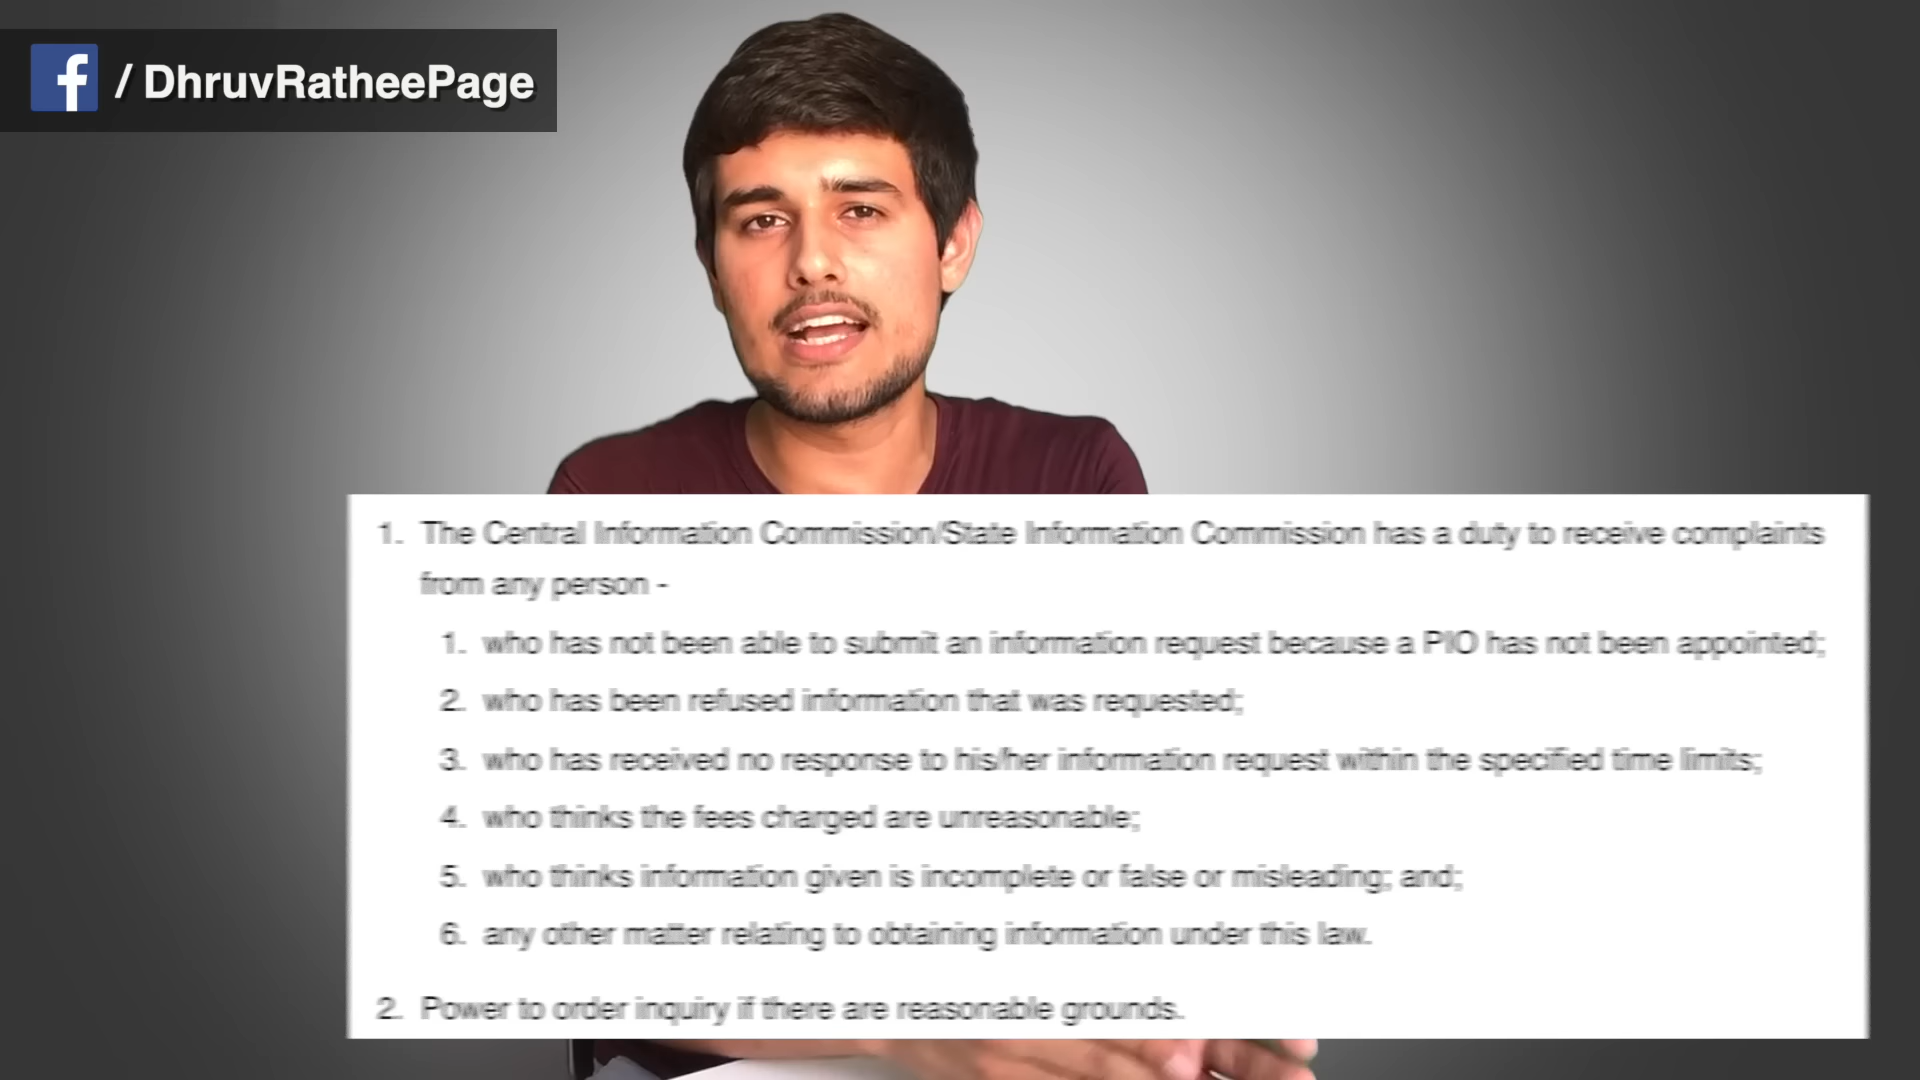 f / DhruvRatheePage
1. The Central Information Commission/State Information Commission has a duty to receive complaints
from any person -
1. who has not been able to submit an information request because a PIO has not been appointed;
2. who has been refused information that was requested;
3. who has received no response to his/her information request within the specified time limits;
4. who thinks the fees charged are unreasonable;
5. who thinks information given is incomplete or false or misleading; and;
6. any other matter relating to obtaining information under this law.
2. Power to order inquiry if there are reasonable grounds.